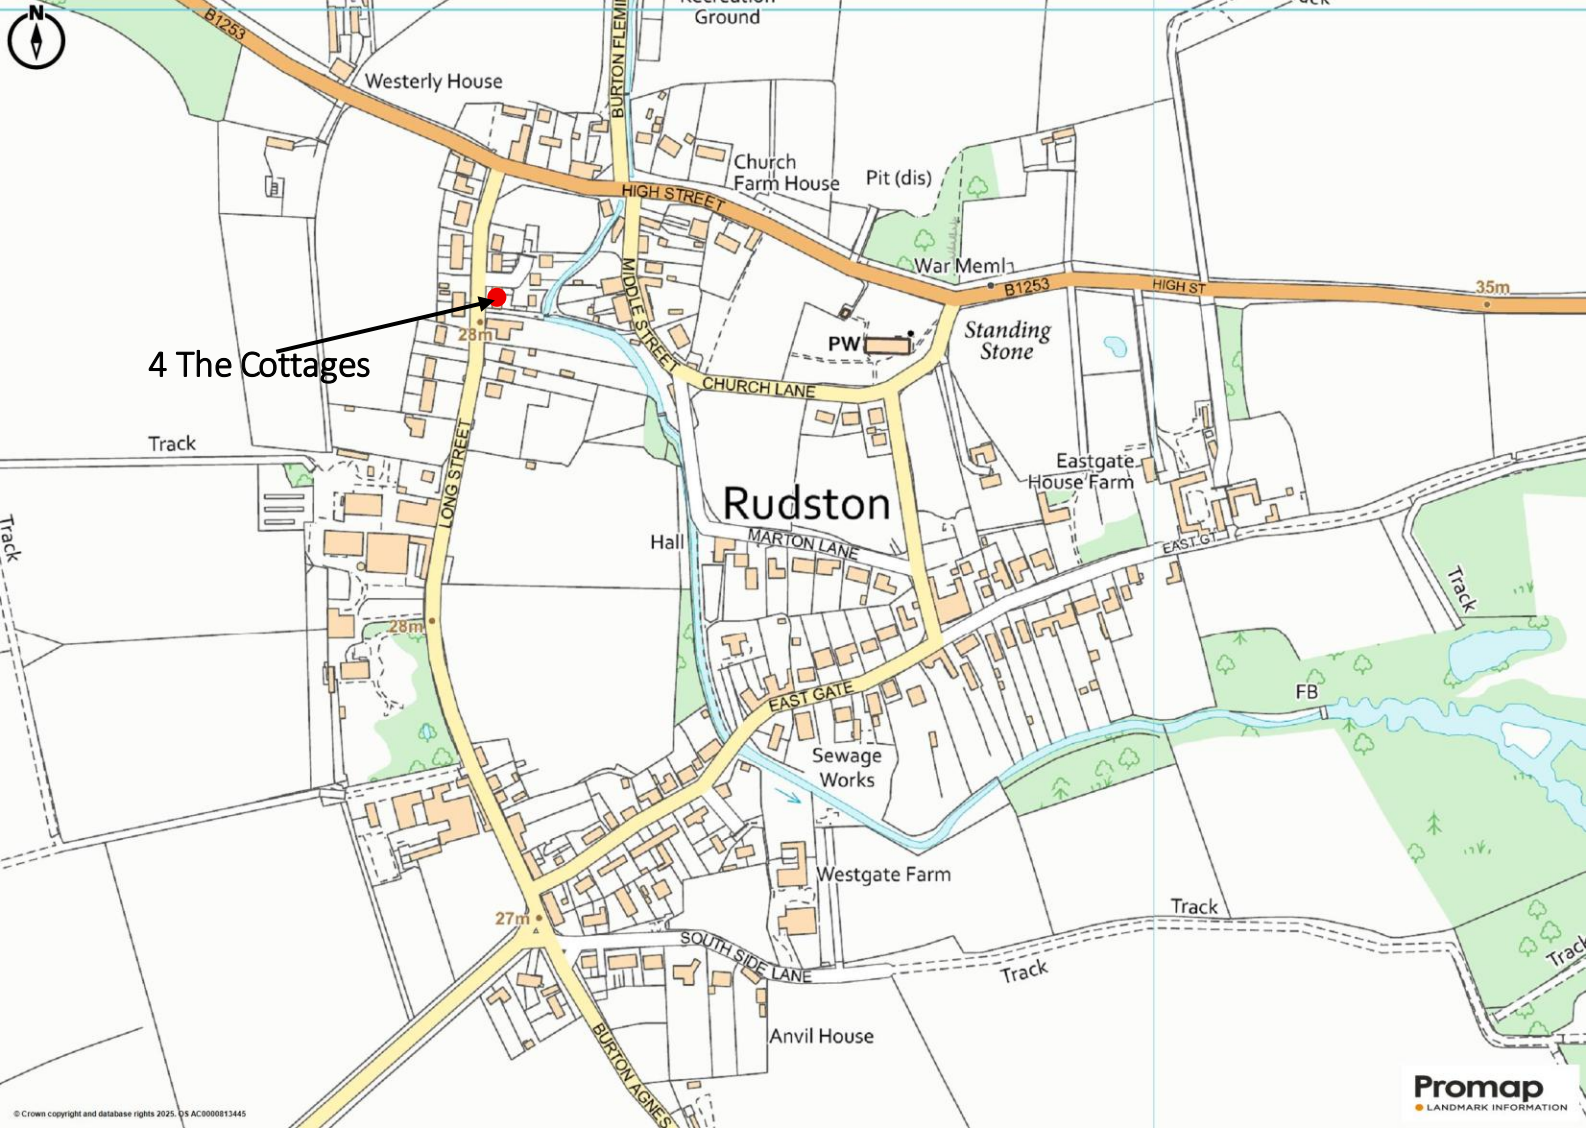 N
B1253
Westerly House
BURTON FLEMI
Ground
Church
Farm House
Pit (dis)
HIGH STREET
War Meml
B1253
HIGH ST
35m
MIDDLE STREET
Standing
Stone
PW
28m
4 The Cottages
CHURCH LANE
Track
LONG STREET
Eastgate
House Farm
Rudston
Track
Hall
MARTON LANE
EAST GT
Track
28m
FB
EAST GATE
Sewage
Works
Westgate Farm
27m
Track
SOUTH SIDE LANE
Track
Track
Anvil House
BURTON AGNES
Promap
LANDMARK INFORMATION
© Crown copyright and database rights 2025. OS AC0000813445